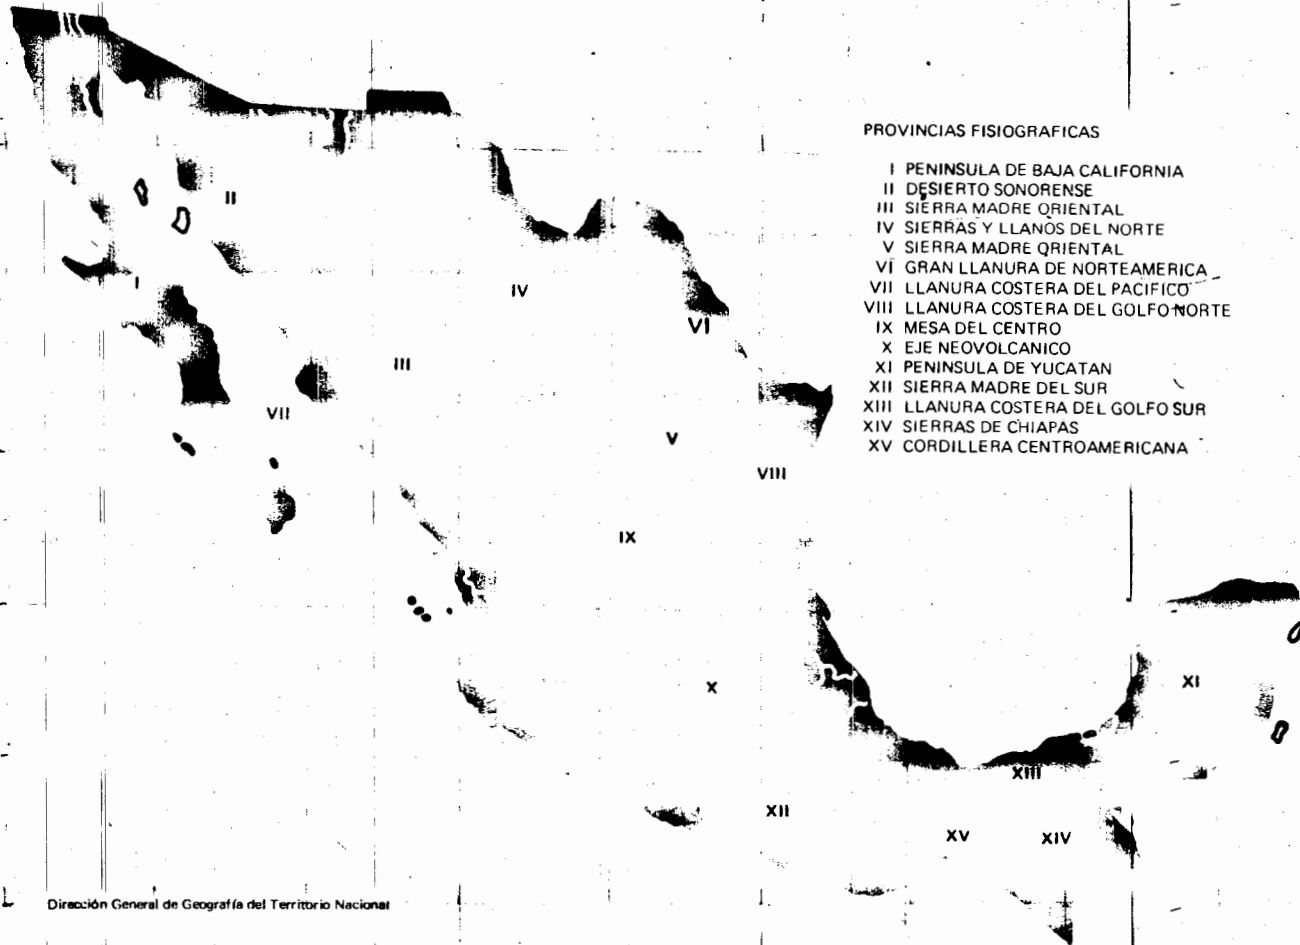 PROVINCIAS FISIOGRAFICAS
I PENINSULA DE BAJA CALIFORNIA
II DESIERTO SONORENSE
III SIERRA MADRE ORIENTAL
IV SIERRAS Y LLANOS DEL NORTE
V SIERRA MADRE ORIENTAL
VI GRAN LLANURA DE NORTEAMERICA
VII LLANURA COSTERA DEL PACIFICO
VIII LLANURA COSTERA DEL GOLFO NORTE
IX MESA DEL CENTRO
X EJE NEOVOLCANICO
XI PENINSULA DE YUCATAN
XII SIERRA MADRE DEL SUR
XIII LLANURA COSTERA DEL GOLFO SUR
XIV SIERRAS DE CHIAPAS
XV CORDILLERA CENTROAMERICANA
II
I
IV
VI
III
VII
V
VIII
IX
X
XI
XIII
XII
XV
XIV
Dirección General de Geografía del Territorio Nacional